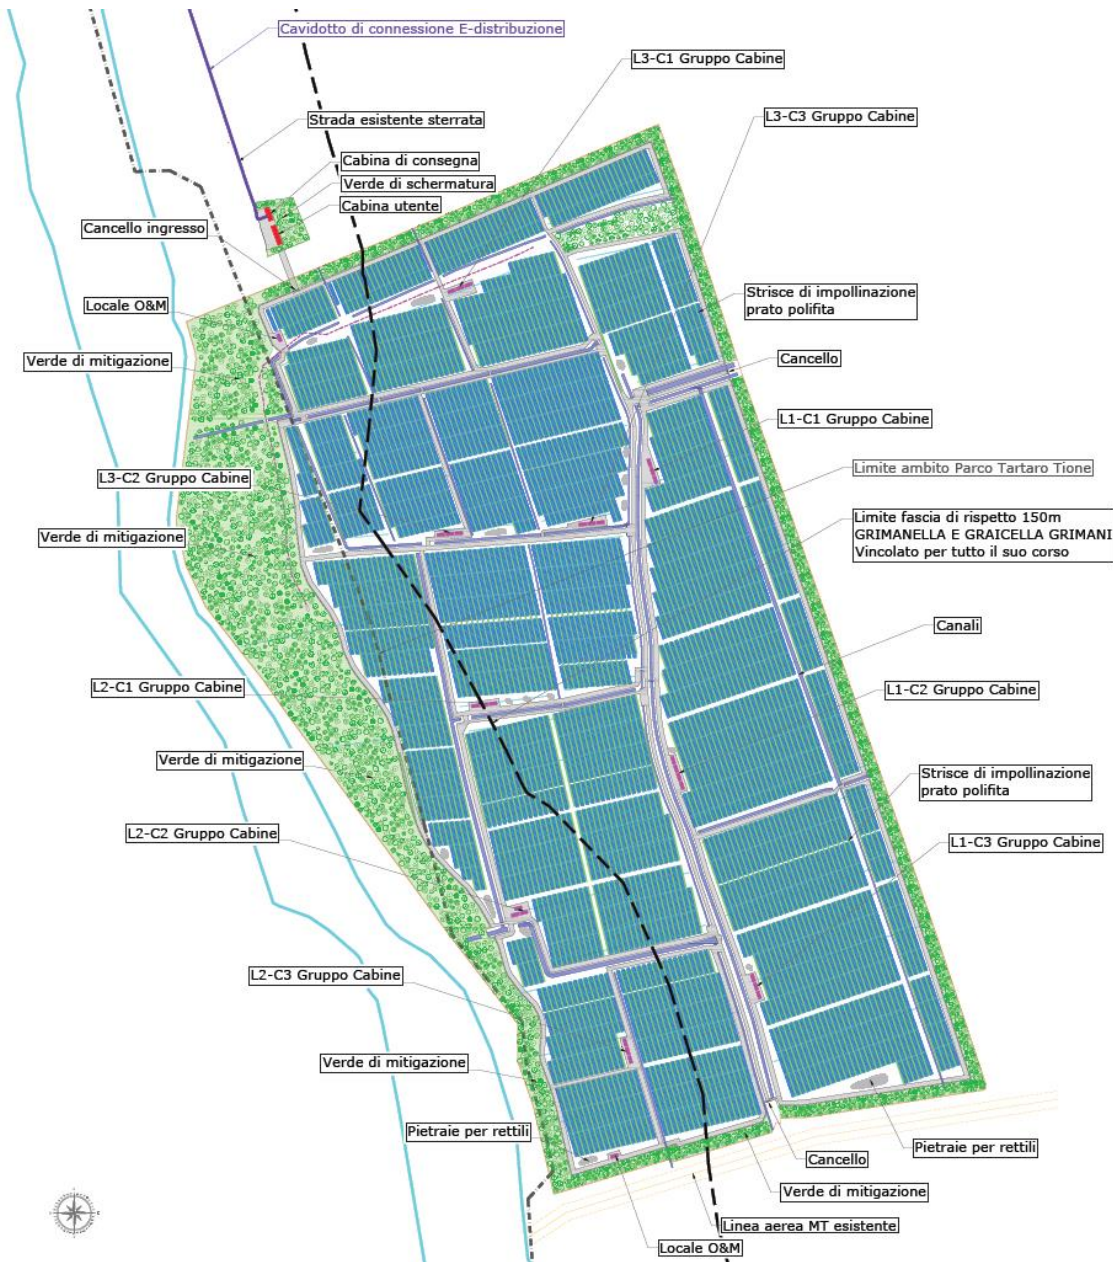 Cavidotto di connessione E-distribuzione
L3-C1 Gruppo Cabine
L3-C3 Gruppo Cabine
Strada esistente sterrata
Cabina di consegna
Verde di schermatura
Cabina utente
Cancello ingresso
Locale O&M
Strisce di impollinazione
prato polifita
Verde di mitigazione
Cancello
L1-C1 Gruppo Cabine
L3-C2 Gruppo Cabine
Limite ambito Parco Tartaro Tione
Limite fascia di rispetto 150m
GRIMANELLA E GRAICELLA GRIMANI
Vincolato per tutto il suo corso
Verde di mitigazione
Canali
L2-C1 Gruppo Cabine
L1-C2 Gruppo Cabine
Verde di mitigazione
Strisce di impollinazione
prato polifita
L2-C2 Gruppo Cabine
L1-C3 Gruppo Cabine
L2-C3 Gruppo Cabine
Verde di mitigazione
Pietraie per rettili
Pietraie per rettili
Cancello
Verde di mitigazione
Linea aerea MT esistente
Locale O&M